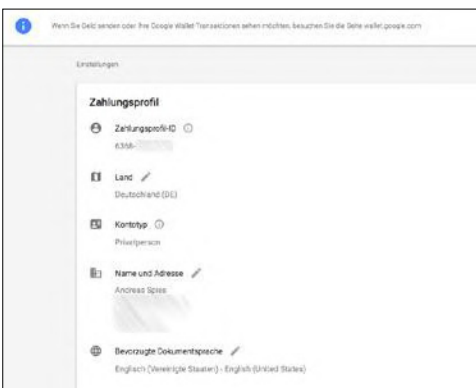 Wenn Sie Geld senden oder Ihre Google Wallet Transaktionen sehen möchten, besuchen Sie die Seite wallet.google.com
Einstellungen
Zahlungsprofil
Zahlungsprofil-ID
6368-
Land
Deutschland (DE)
Kontotyp
Privatperson
Name und Adresse
Andreas Spies
Bevorzugte Dokumentsprache
Englisch (Vereinigte Staaten) - English (United States)